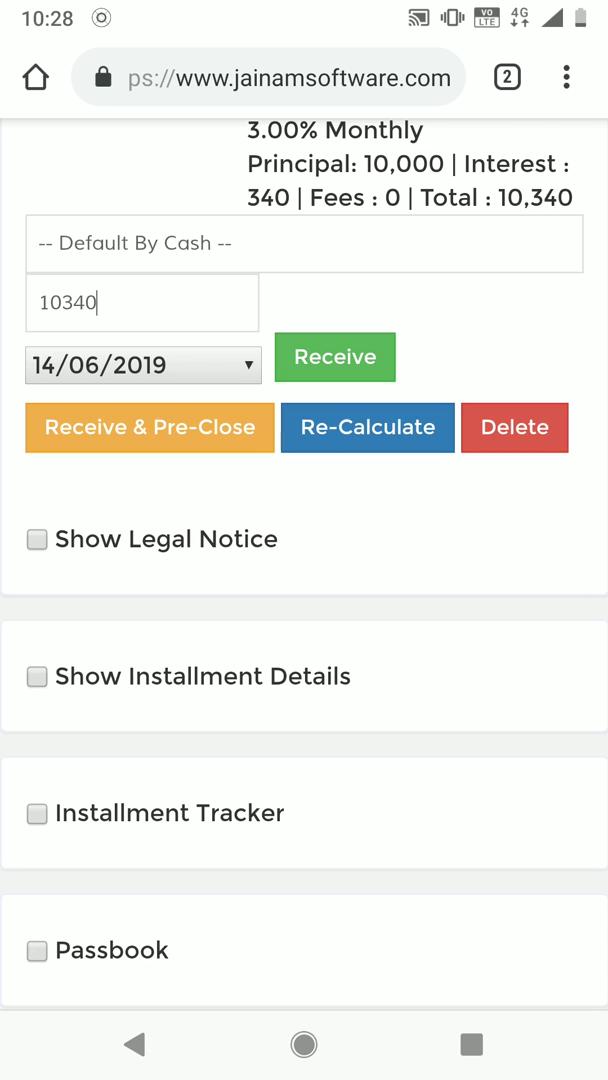 10:28
VO LTE 4G
ps://www.jainamsoftware.com
2
3.00% Monthly
Principal: 10,000 | Interest :
340 | Fees : 0 | Total : 10,340
-- Default By Cash --
10340
14/06/2019
Receive
Receive & Pre-Close
Re-Calculate
Delete
Show Legal Notice
Show Installment Details
Installment Tracker
Passbook